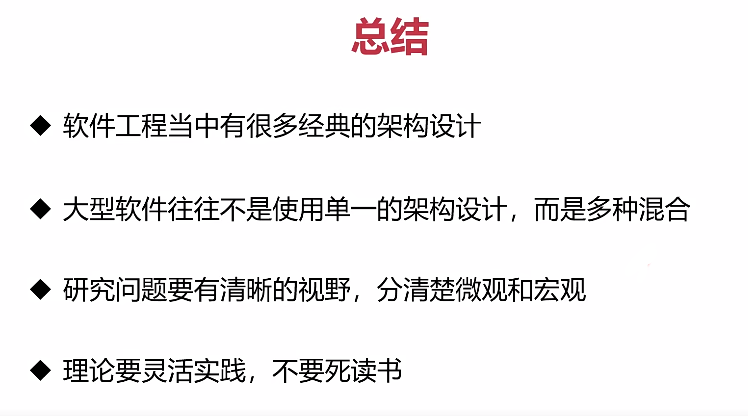 总结
◆ 软件工程当中有很多经典的架构设计
◆ 大型软件往往不是使用单一的架构设计，而是多种混合
◆ 研究问题要有清晰的视野，分清楚微观和宏观
◆ 理论要灵活实践，不要死读书